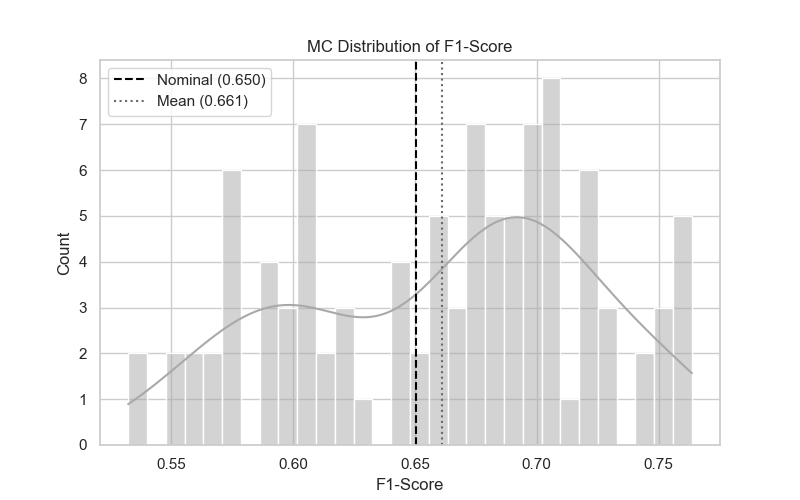 MC Distribution of F1-Score
Nominal (0.650)
Mean (0.661)
Count
8
7
6
5
4
3
2
1
0
0.55 0.60 0.65 0.70 0.75
F1-Score